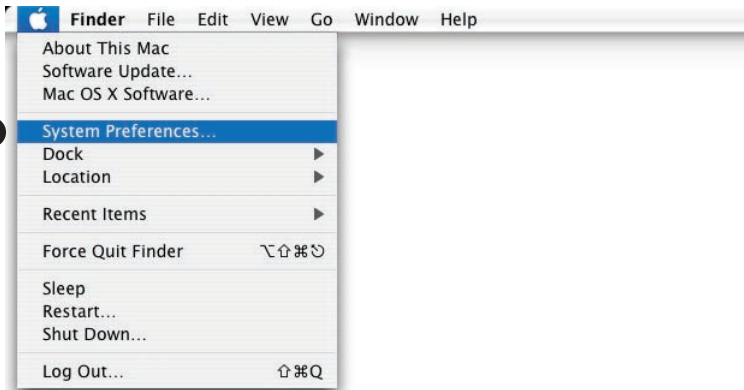 Finder File Edit View Go Window Help
About This Mac
Software Update...
Mac OS X Software...
System Preferences...
Dock
Location
Recent Items
Force Quit Finder ⌥⇧⌘⎋
Sleep
Restart...
Shut Down...
Log Out... ⇧⌘Q